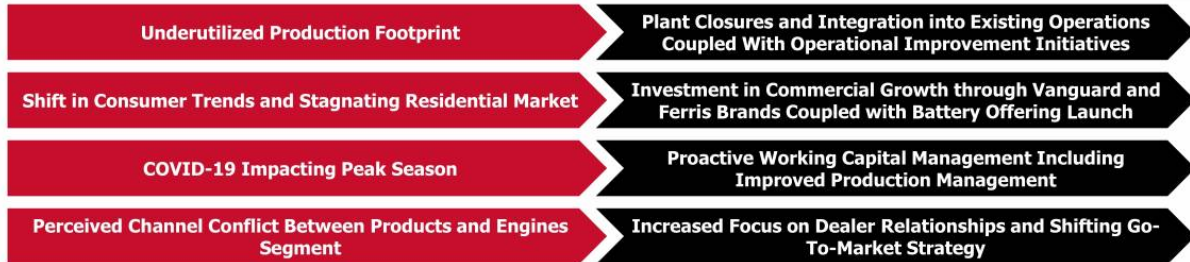 Underutilized Production Footprint
Plant Closures and Integration into Existing Operations
Coupled With Operational Improvement Initiatives
Shift in Consumer Trends and Stagnating Residential Market
Investment in Commercial Growth through Vanguard and
Ferris Brands Coupled with Battery Offering Launch
COVID-19 Impacting Peak Season
Proactive Working Capital Management Including
Improved Production Management
Perceived Channel Conflict Between Products and Engines
Segment
Increased Focus on Dealer Relationships and Shifting Go-
To-Market Strategy